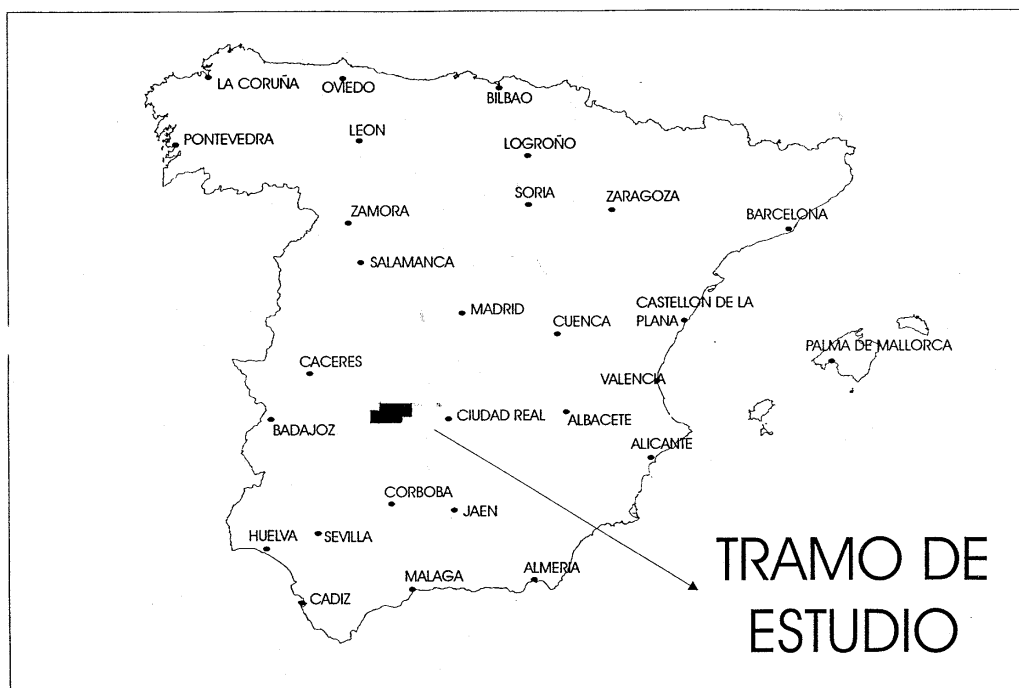 LA CORUÑA
OVIEDO
BILBAO
PONTEVEDRA
LEON
LOGROÑO
SORIA
ZARAGOZA
ZAMORA
BARCELONA
SALAMANCA
MADRID
CASTELLON DE LA
PLANA
CUENCA
PALMA DE MALLORCA
CACERES
VALENCIA
BADAJOZ
CIUDAD REAL
ALBACETE
ALICANTE
CORBOBA
JAEN
HUELVA
SEVILLA
ALMERIA
MALAGA
CADIZ
TRAMO DE
ESTUDIO